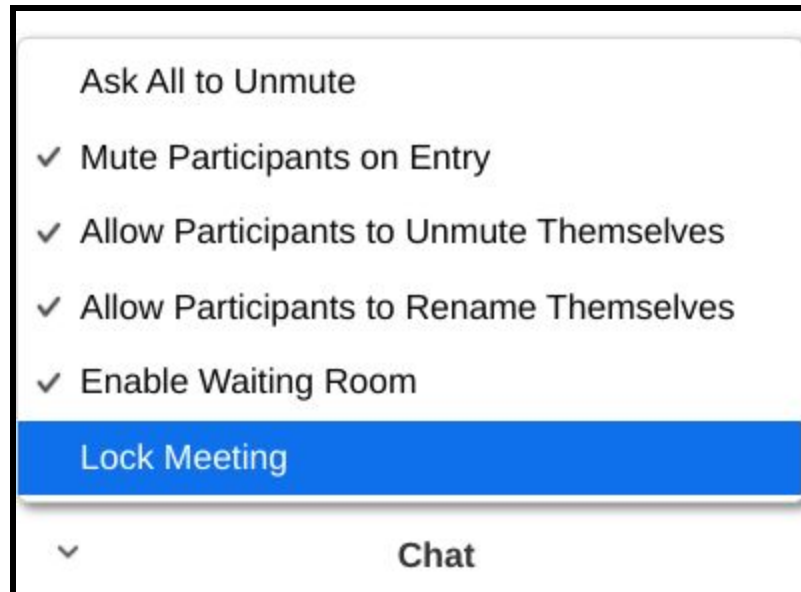 Ask All to Unmute
Mute Participants on Entry
Allow Participants to Unmute Themselves
Allow Participants to Rename Themselves
Enable Waiting Room
Lock Meeting
Chat